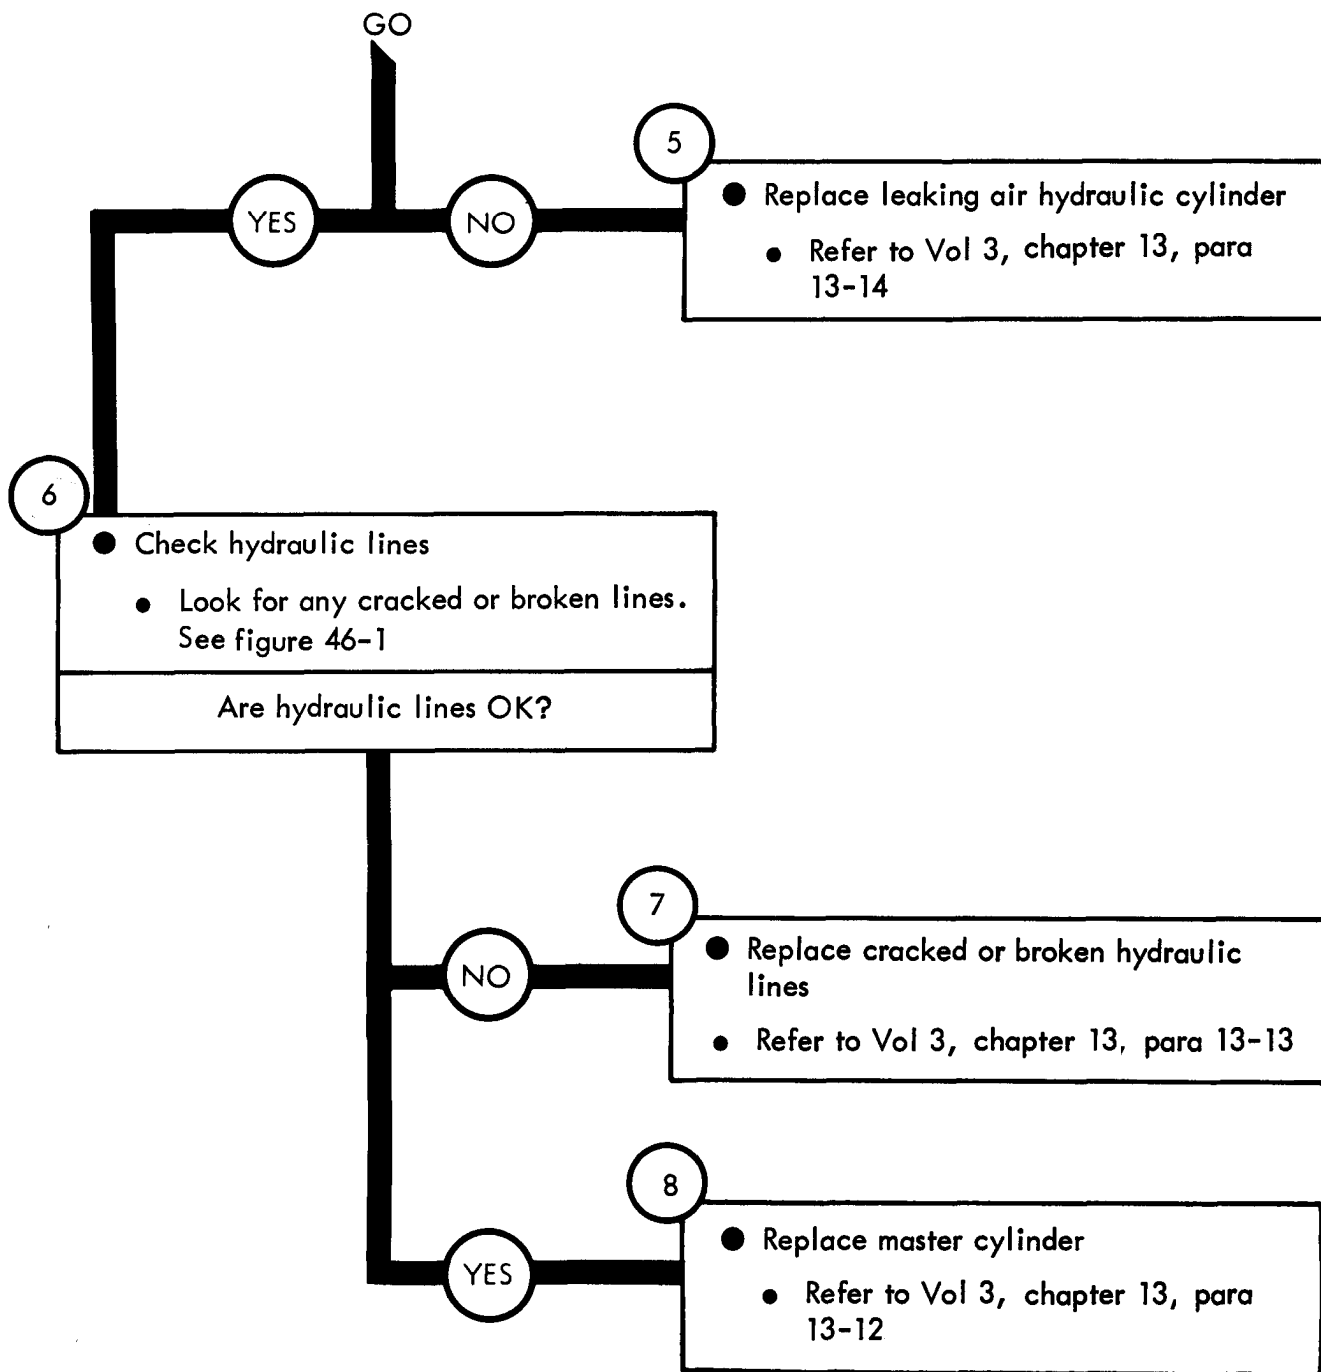 GO
YES
NO
5
● Replace leaking air hydraulic cylinder
● Refer to Vol 3, chapter 13, para
13-14
6
● Check hydraulic lines
● Look for any cracked or broken lines.
See figure 46-1
Are hydraulic lines OK?
NO
7
● Replace cracked or broken hydraulic
lines
● Refer to Vol 3, chapter 13, para 13-13
YES
8
● Replace master cylinder
● Refer to Vol 3, chapter 13, para
13-12